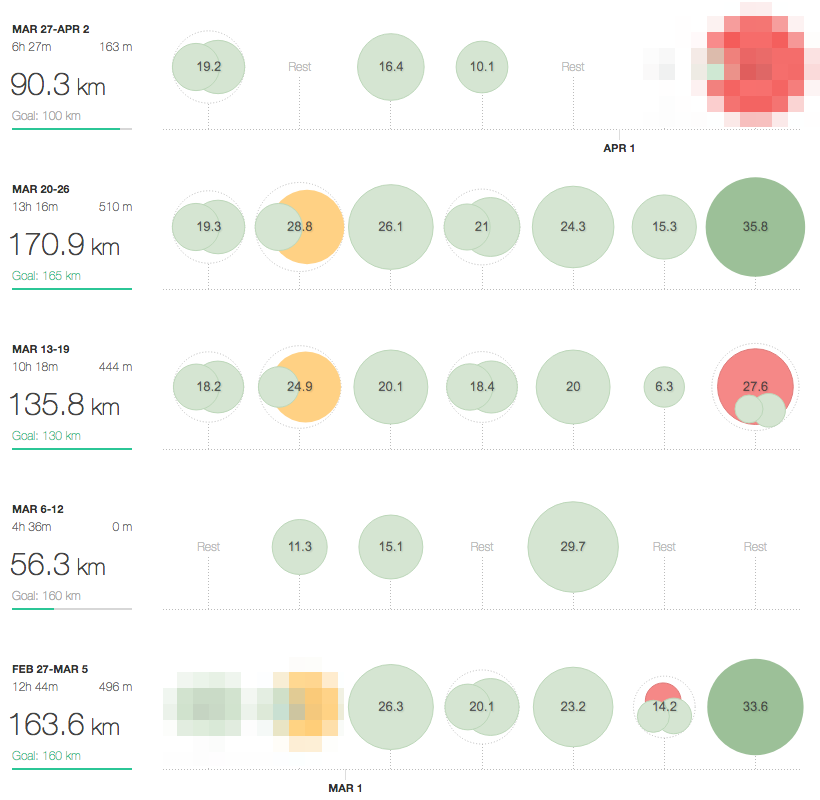 MAR 27-APR 2
6h 27m 163 m
90.3 km
Goal: 100 km
19.2 Rest 16.4 10.1 Rest
APR 1
MAR 20-26
13h 16m 510 m
170.9 km
Goal: 165 km
19.3 28.8 26.1 21 24.3 15.3 35.8
MAR 13-19
10h 18m 444 m
135.8 km
Goal: 130 km
18.2 24.9 20.1 18.4 20 6.3 27.6
MAR 6-12
4h 36m 0 m
56.3 km
Goal: 160 km
Rest 11.3 15.1 Rest 29.7 Rest Rest
FEB 27-MAR 5
12h 44m 496 m
163.6 km
Goal: 160 km
26.3 20.1 23.2 14.2 33.6
MAR 1